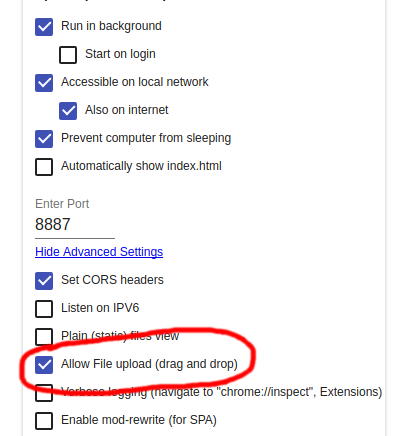 Run in background
Start on login
Accessible on local network
Also on internet
Prevent computer from sleeping
Automatically show index.html
Enter Port
8887
Hide Advanced Settings
Set CORS headers
Listen on IPV6
Plain (static) files view
Allow File upload (drag and drop)
Verbose logging (navigate to "chrome://inspect", Extensions)
Enable mod-rewrite (for SPA)